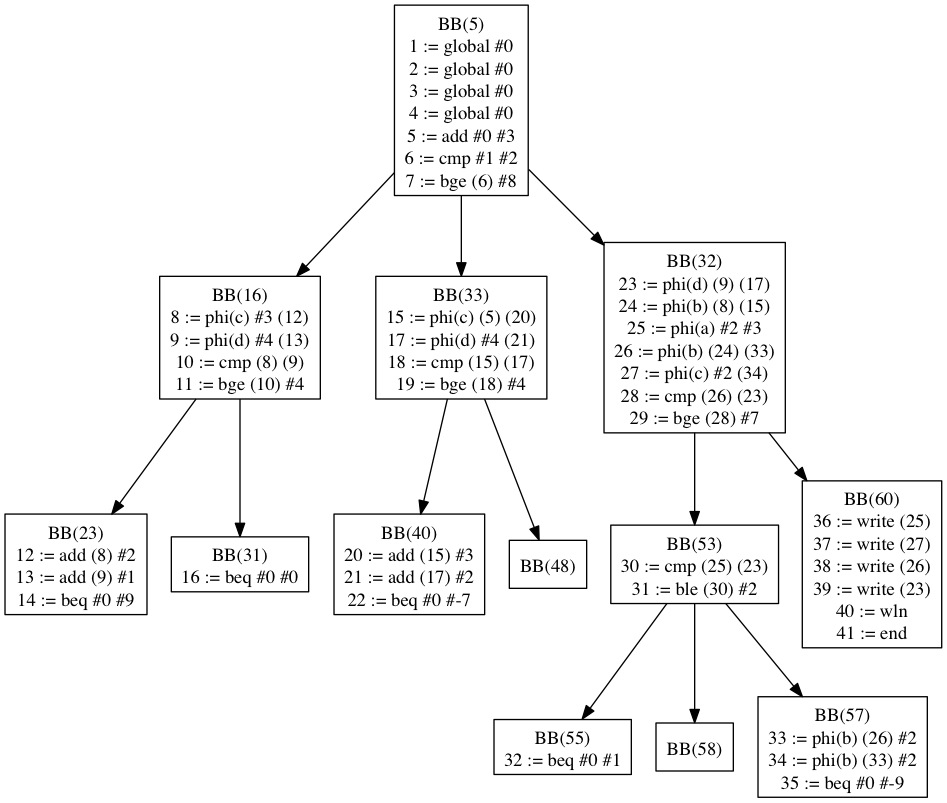 BB(5)
1 := global #0
2 := global #0
3 := global #0
4 := global #0
5 := add #0 #3
6 := cmp #1 #2
7 := bge (6) #8
BB(16)
8 := phi(c) #3 (12)
9 := phi(d) #4 (13)
10 := cmp (8) (9)
11 := bge (10) #4
BB(33)
15 := phi(c) (5) (20)
17 := phi(d) #4 (21)
18 := cmp (15) (17)
19 := bge (18) #4
BB(32)
23 := phi(d) (9) (17)
24 := phi(b) (8) (15)
25 := phi(a) #2 #3
26 := phi(b) (24) (33)
27 := phi(c) #2 (34)
28 := cmp (26) (23)
29 := bge (28) #7
BB(23)
12 := add (8) #2
13 := add (9) #1
14 := beq #0 #9
BB(31)
16 := beq #0 #0
BB(40)
20 := add (15) #3
21 := add (17) #2
22 := beq #0 #-7
BB(48)
BB(53)
30 := cmp (25) (23)
31 := ble (30) #2
BB(60)
36 := write (25)
37 := write (27)
38 := write (26)
39 := write (23)
40 := wln
41 := end
BB(55)
32 := beq #0 #1
BB(58)
BB(57)
33 := phi(b) (26) #2
34 := phi(b) (33) #2
35 := beq #0 #-9